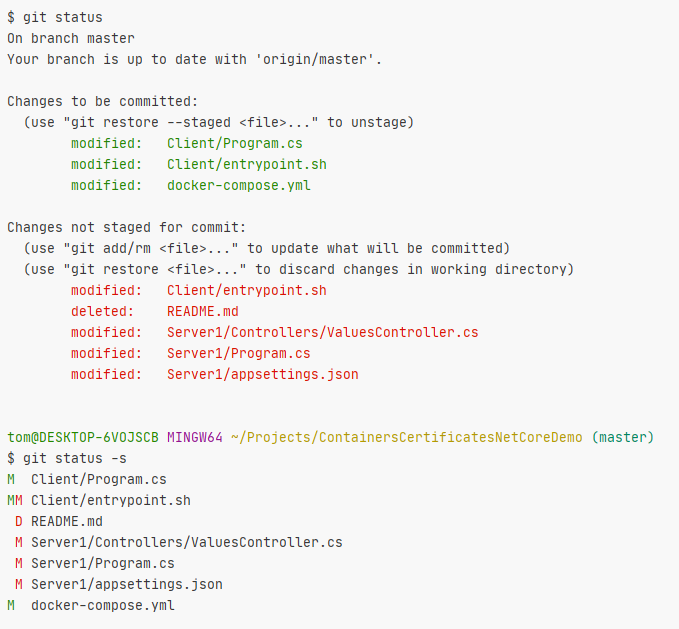 $ git status
On branch master
Your branch is up to date with 'origin/master'.

Changes to be committed:
  (use "git restore --staged <file>..." to unstage)
        modified:   Client/Program.cs
        modified:   Client/entrypoint.sh
        modified:   docker-compose.yml

Changes not staged for commit:
  (use "git add/rm <file>..." to update what will be committed)
  (use "git restore <file>..." to discard changes in working directory)
        modified:   Client/entrypoint.sh
        deleted:    README.md
        modified:   Server1/Controllers/ValuesController.cs
        modified:   Server1/Program.cs
        modified:   Server1/appsettings.json

tom@DESKTOP-6VOJSCB MINGW64 ~/Projects/ContainersCertificatesNetCoreDemo (master)
$ git status -s
M  Client/Program.cs
MM Client/entrypoint.sh
 D README.md
 M Server1/Controllers/ValuesController.cs
 M Server1/Program.cs
 M Server1/appsettings.json
M  docker-compose.yml